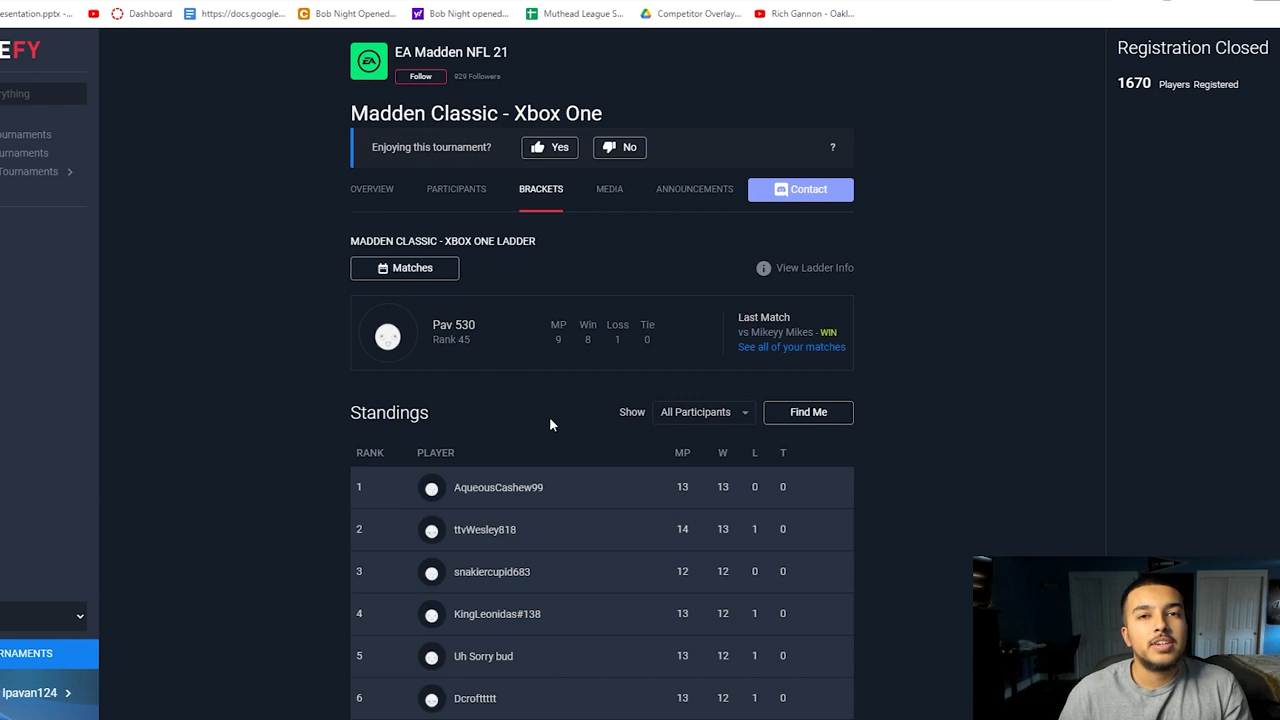 esentation.pptx -...
Dashboard
https://docs.google...
Bob Night Opened...
Bob Night opened...
Muthead League S...
Competitor Overlay...
Rich Gannon - Oakl...
EFY
ything
ournaments
urnaments
Tournaments
RNAMENTS
lpavan124
EA
EA Madden NFL 21
Follow 929 Followers
Madden Classic - Xbox One
Enjoying this tournament? Yes No ?
OVERVIEW PARTICIPANTS BRACKETS MEDIA ANNOUNCEMENTS Contact
MADDEN CLASSIC - XBOX ONE LADDER
Matches View Ladder Info
Pav 530
Rank 45
MP Win Loss Tie
9 8 1 0
Last Match
vs Mikeyy Mikes - WIN
See all of your matches
Standings Show All Participants Find Me
RANK PLAYER MP W L T
1 AqueousCashew99 13 13 0 0
2 ttvWesley818 14 13 1 0
3 snakiercupid683 12 12 0 0
4 KingLeonidas#138 13 12 1 0
5 Uh Sorry bud 13 12 1 0
6 Dcrofttttt 13 12 1 0
Registration Closed
1670 Players Registered